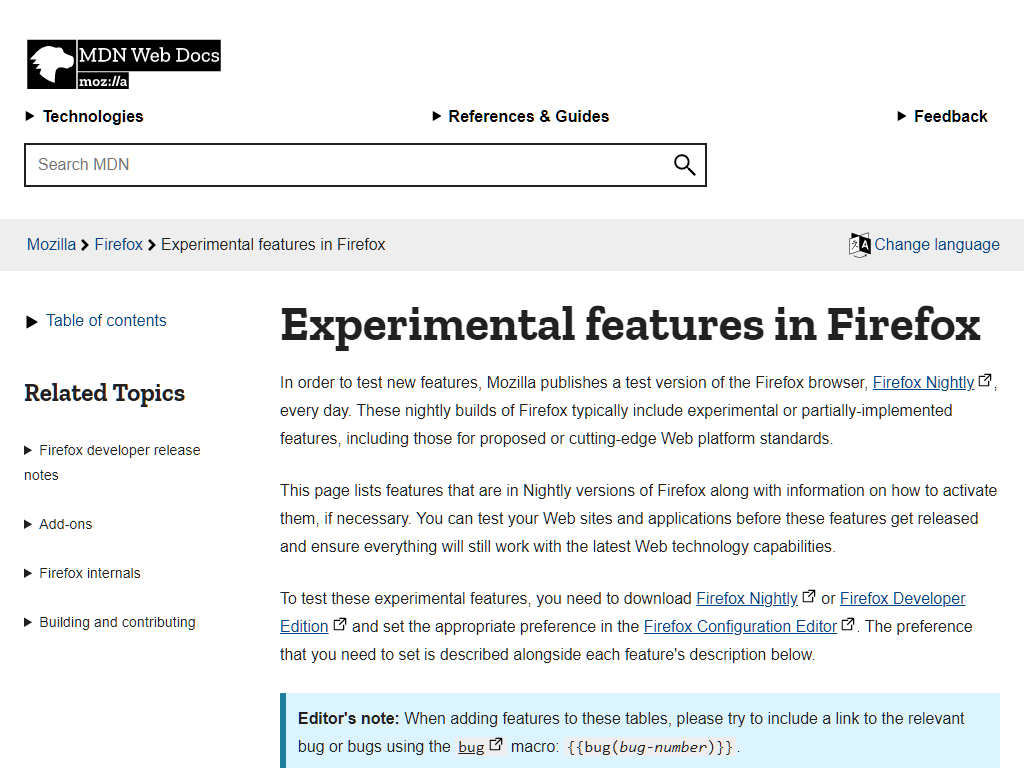 MDN Web Docs
moz://a
Technologies
References & Guides
Feedback
Search MDN
Mozilla > Firefox > Experimental features in Firefox
Change language
Table of contents
Related Topics
Firefox developer release
notes
Add-ons
Firefox internals
Building and contributing
Experimental features in Firefox
In order to test new features, Mozilla publishes a test version of the Firefox browser, Firefox Nightly,
every day. These nightly builds of Firefox typically include experimental or partially-implemented
features, including those for proposed or cutting-edge Web platform standards.
This page lists features that are in Nightly versions of Firefox along with information on how to activate
them, if necessary. You can test your Web sites and applications before these features get released
and ensure everything will still work with the latest Web technology capabilities.
To test these experimental features, you need to download Firefox Nightly or Firefox Developer
Edition and set the appropriate preference in the Firefox Configuration Editor. The preference
that you need to set is described alongside each feature's description below.
Editor's note: When adding features to these tables, please try to include a link to the relevant
bug or bugs using the bug macro: {{bug(bug-number)}}.